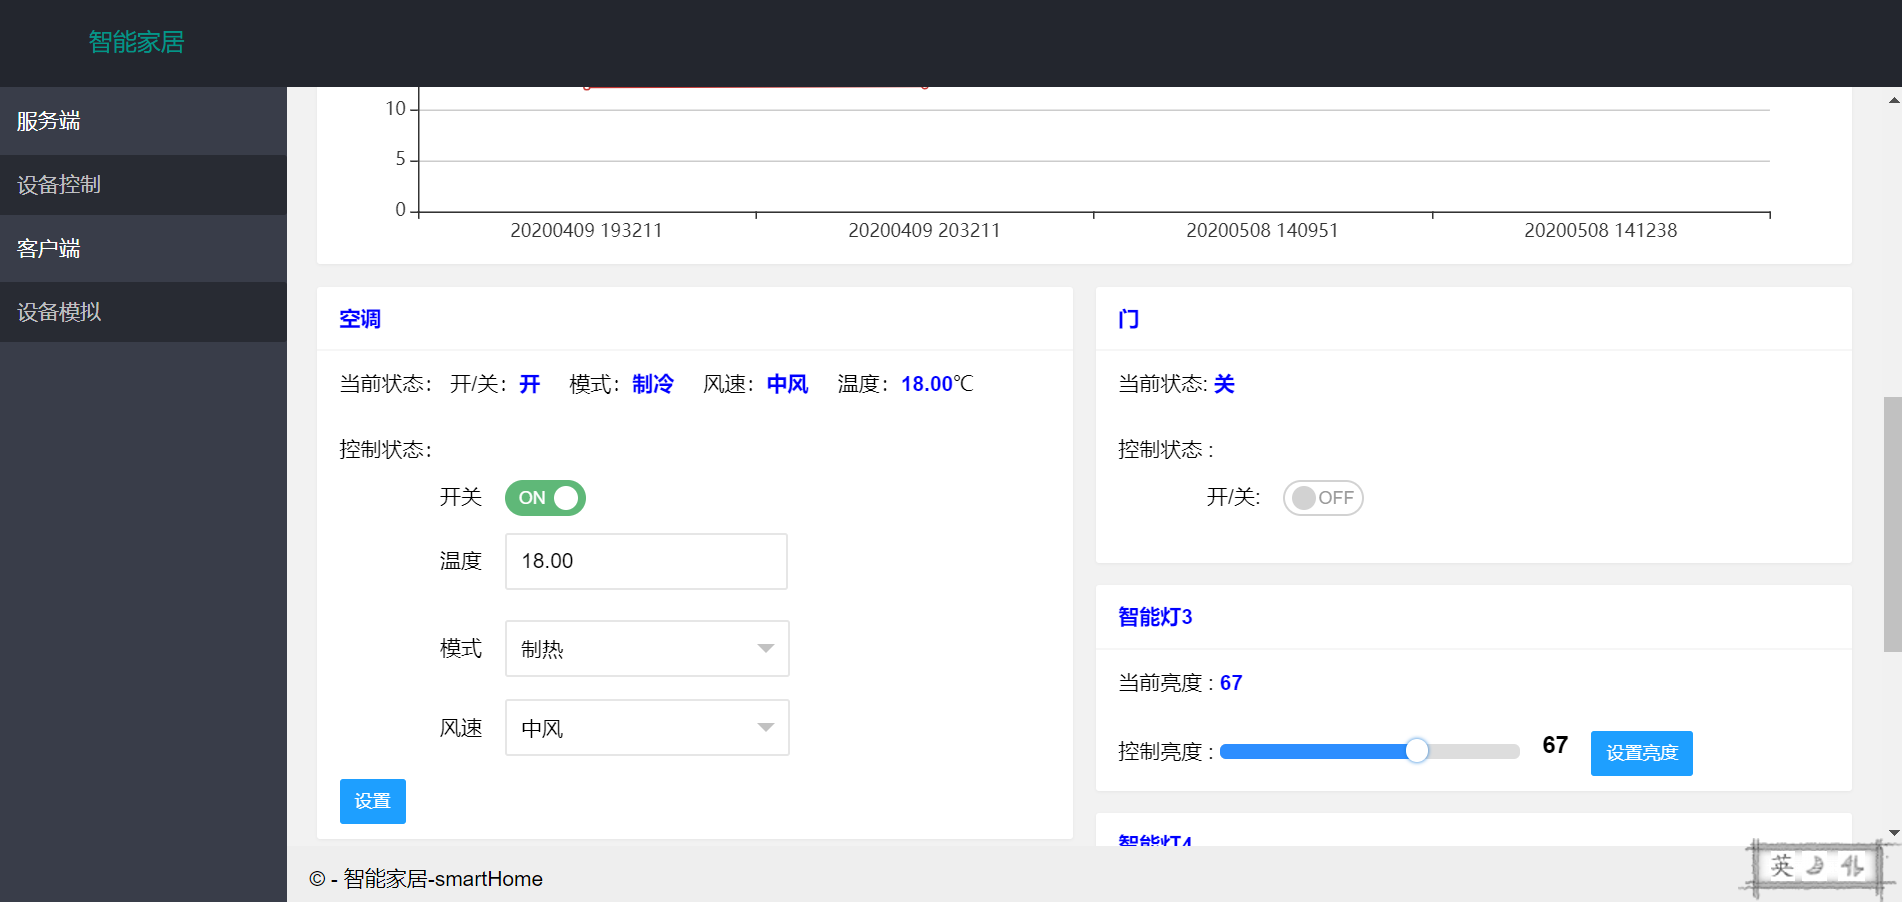 智能家居
服务端
设备控制
客户端
设备模拟
10
5
0
20200409 193211
20200409 203211
20200508 140951
20200508 141238
空调
当前状态： 开/关：开 模式：制冷 风速：中风 温度：18.00℃
控制状态：
开关 ON
温度 18.00
模式 制热
风速 中风
设置
门
当前状态: 关
控制状态 :
开/关: OFF
智能灯3
当前亮度 : 67
控制亮度 : 67 设置亮度
智能灯4
© - 智能家居-smartHome
英